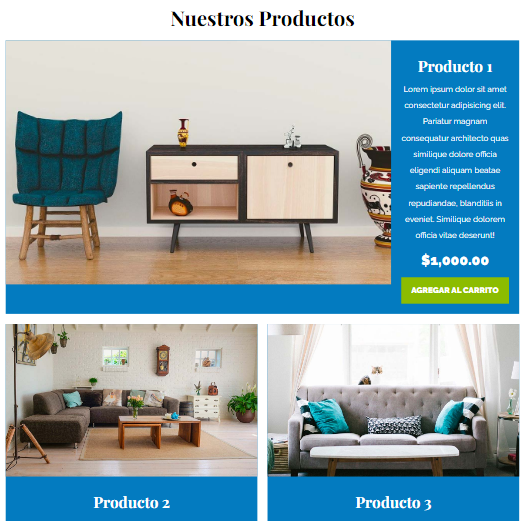 Nuestros Productos
Producto 1
Lorem ipsum dolor sit amet
consectetur adipisicing elit.
Pariatur magnam
consequatur architecto quas
similique dolore officia
eligendi aliquam beatae
sapiente repellendus
repudiandae, blanditiis in
eveniet. Similique dolorem
officia vitae deserunt!
$1,000.00
AGREGAR AL CARRITO
Producto 2
Producto 3